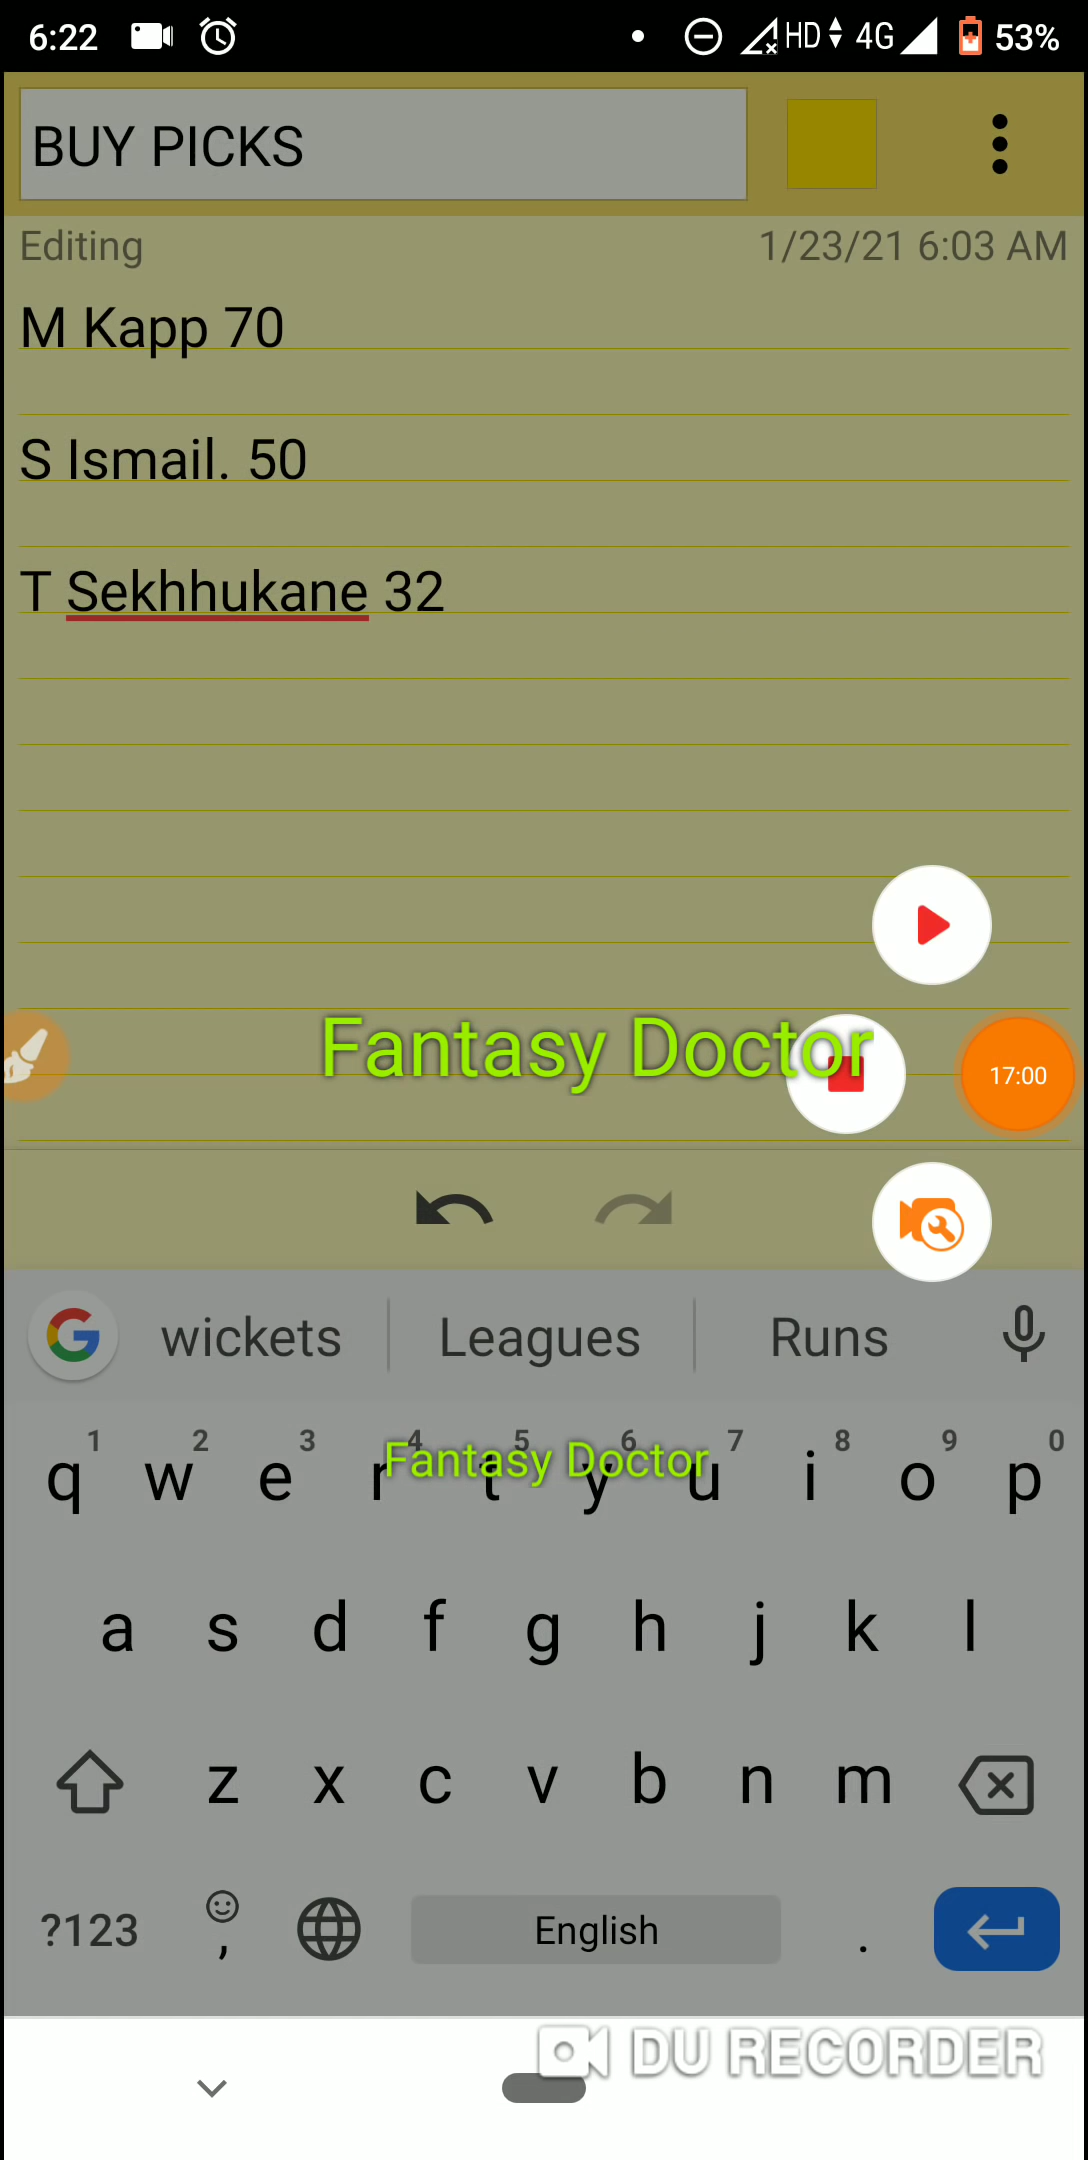 6:22 HD 4G 53%
BUY PICKS
Editing 1/23/21 6:03 AM
M Kapp 70
S Ismail. 50
T Sekhhukane 32
Fantasy Doctor
17:00
wickets Leagues Runs
1 2 3 4 5 6 7 8 9 0
q w e r t y u i o p
Fantasy Doctor
a s d f g h j k l
z x c v b n m
?123 , English .
DU RECORDER